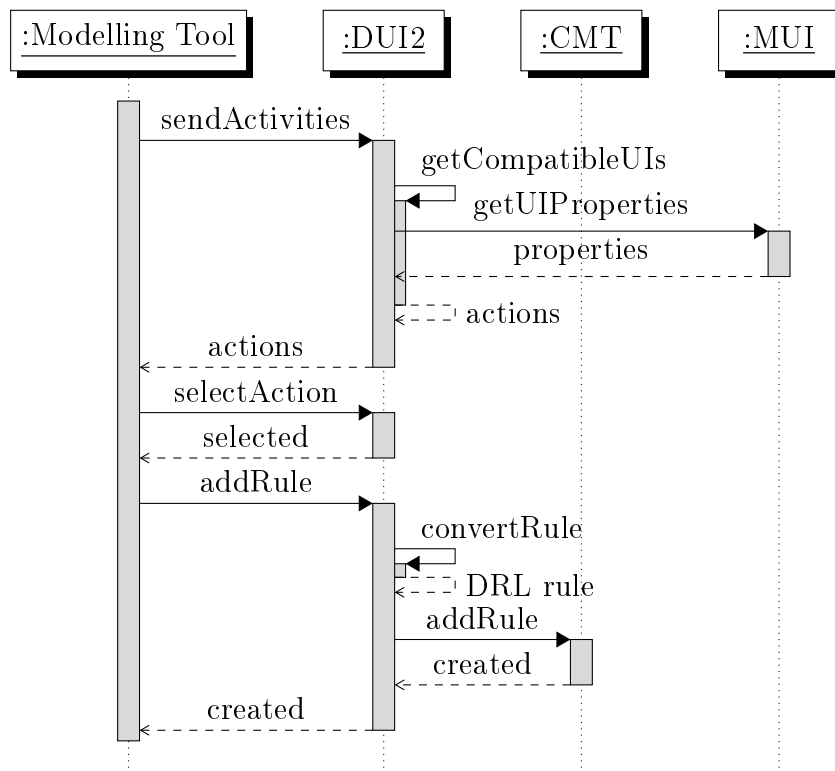 :Modelling Tool
:DUI2
:CMT
:MUI
sendActivities
getCompatibleUIs
getUIProperties
properties
actions
actions
selectAction
selected
addRule
convertRule
DRL rule
addRule
created
created